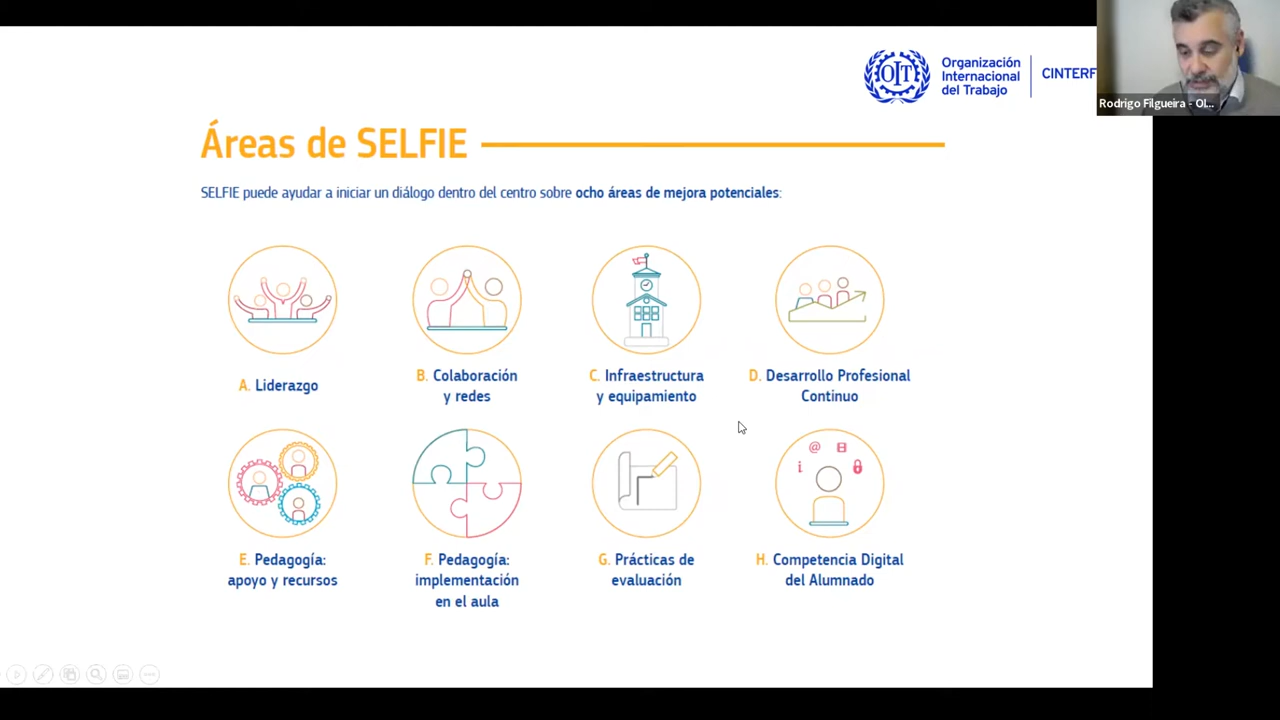 OIT
Organización
Internacional
del Trabajo
CINTERF
Rodrigo Filgueira - OI...
Áreas de SELFIE
SELFIE puede ayudar a iniciar un diálogo dentro del centro sobre ocho áreas de mejora potenciales:
A. Liderazgo
B. Colaboración
y redes
C. Infraestructura
y equipamiento
D. Desarrollo Profesional
Continuo
E. Pedagogía:
apoyo y recursos
F. Pedagogía:
implementación
en el aula
G. Prácticas de
evaluación
@
i
H. Competencia Digital
del Alumnado